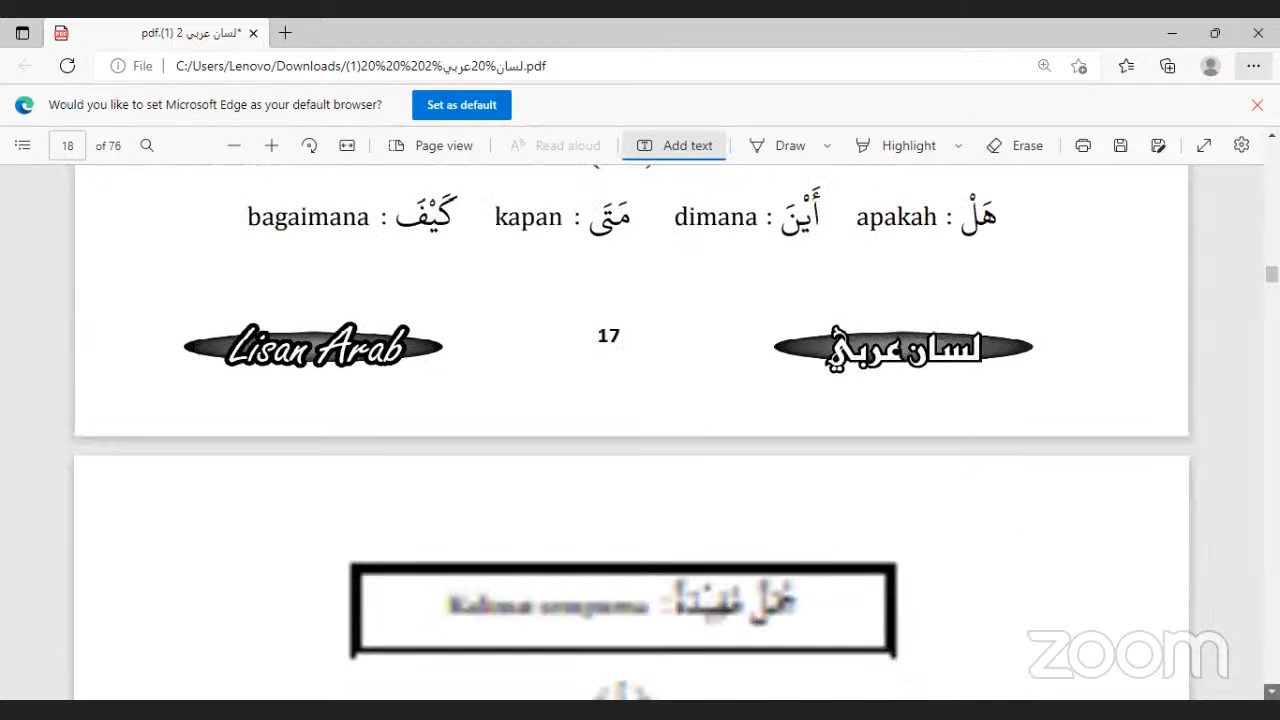 لسان عربي 2 (1).pdf*
File C:/Users/Lenovo/Downloads/(1)20%20%202%لسان%20عربي.pdf
Would you like to set Microsoft Edge as your default browser? Set as default
18 of 76 Page view Read aloud Add text Draw Highlight Erase
هَلْ : apakah أَيْنَ : dimana مَتَى : kapan كَيْفَ : bagaimana
Lisan Arab 17 لسان عربي
zoom